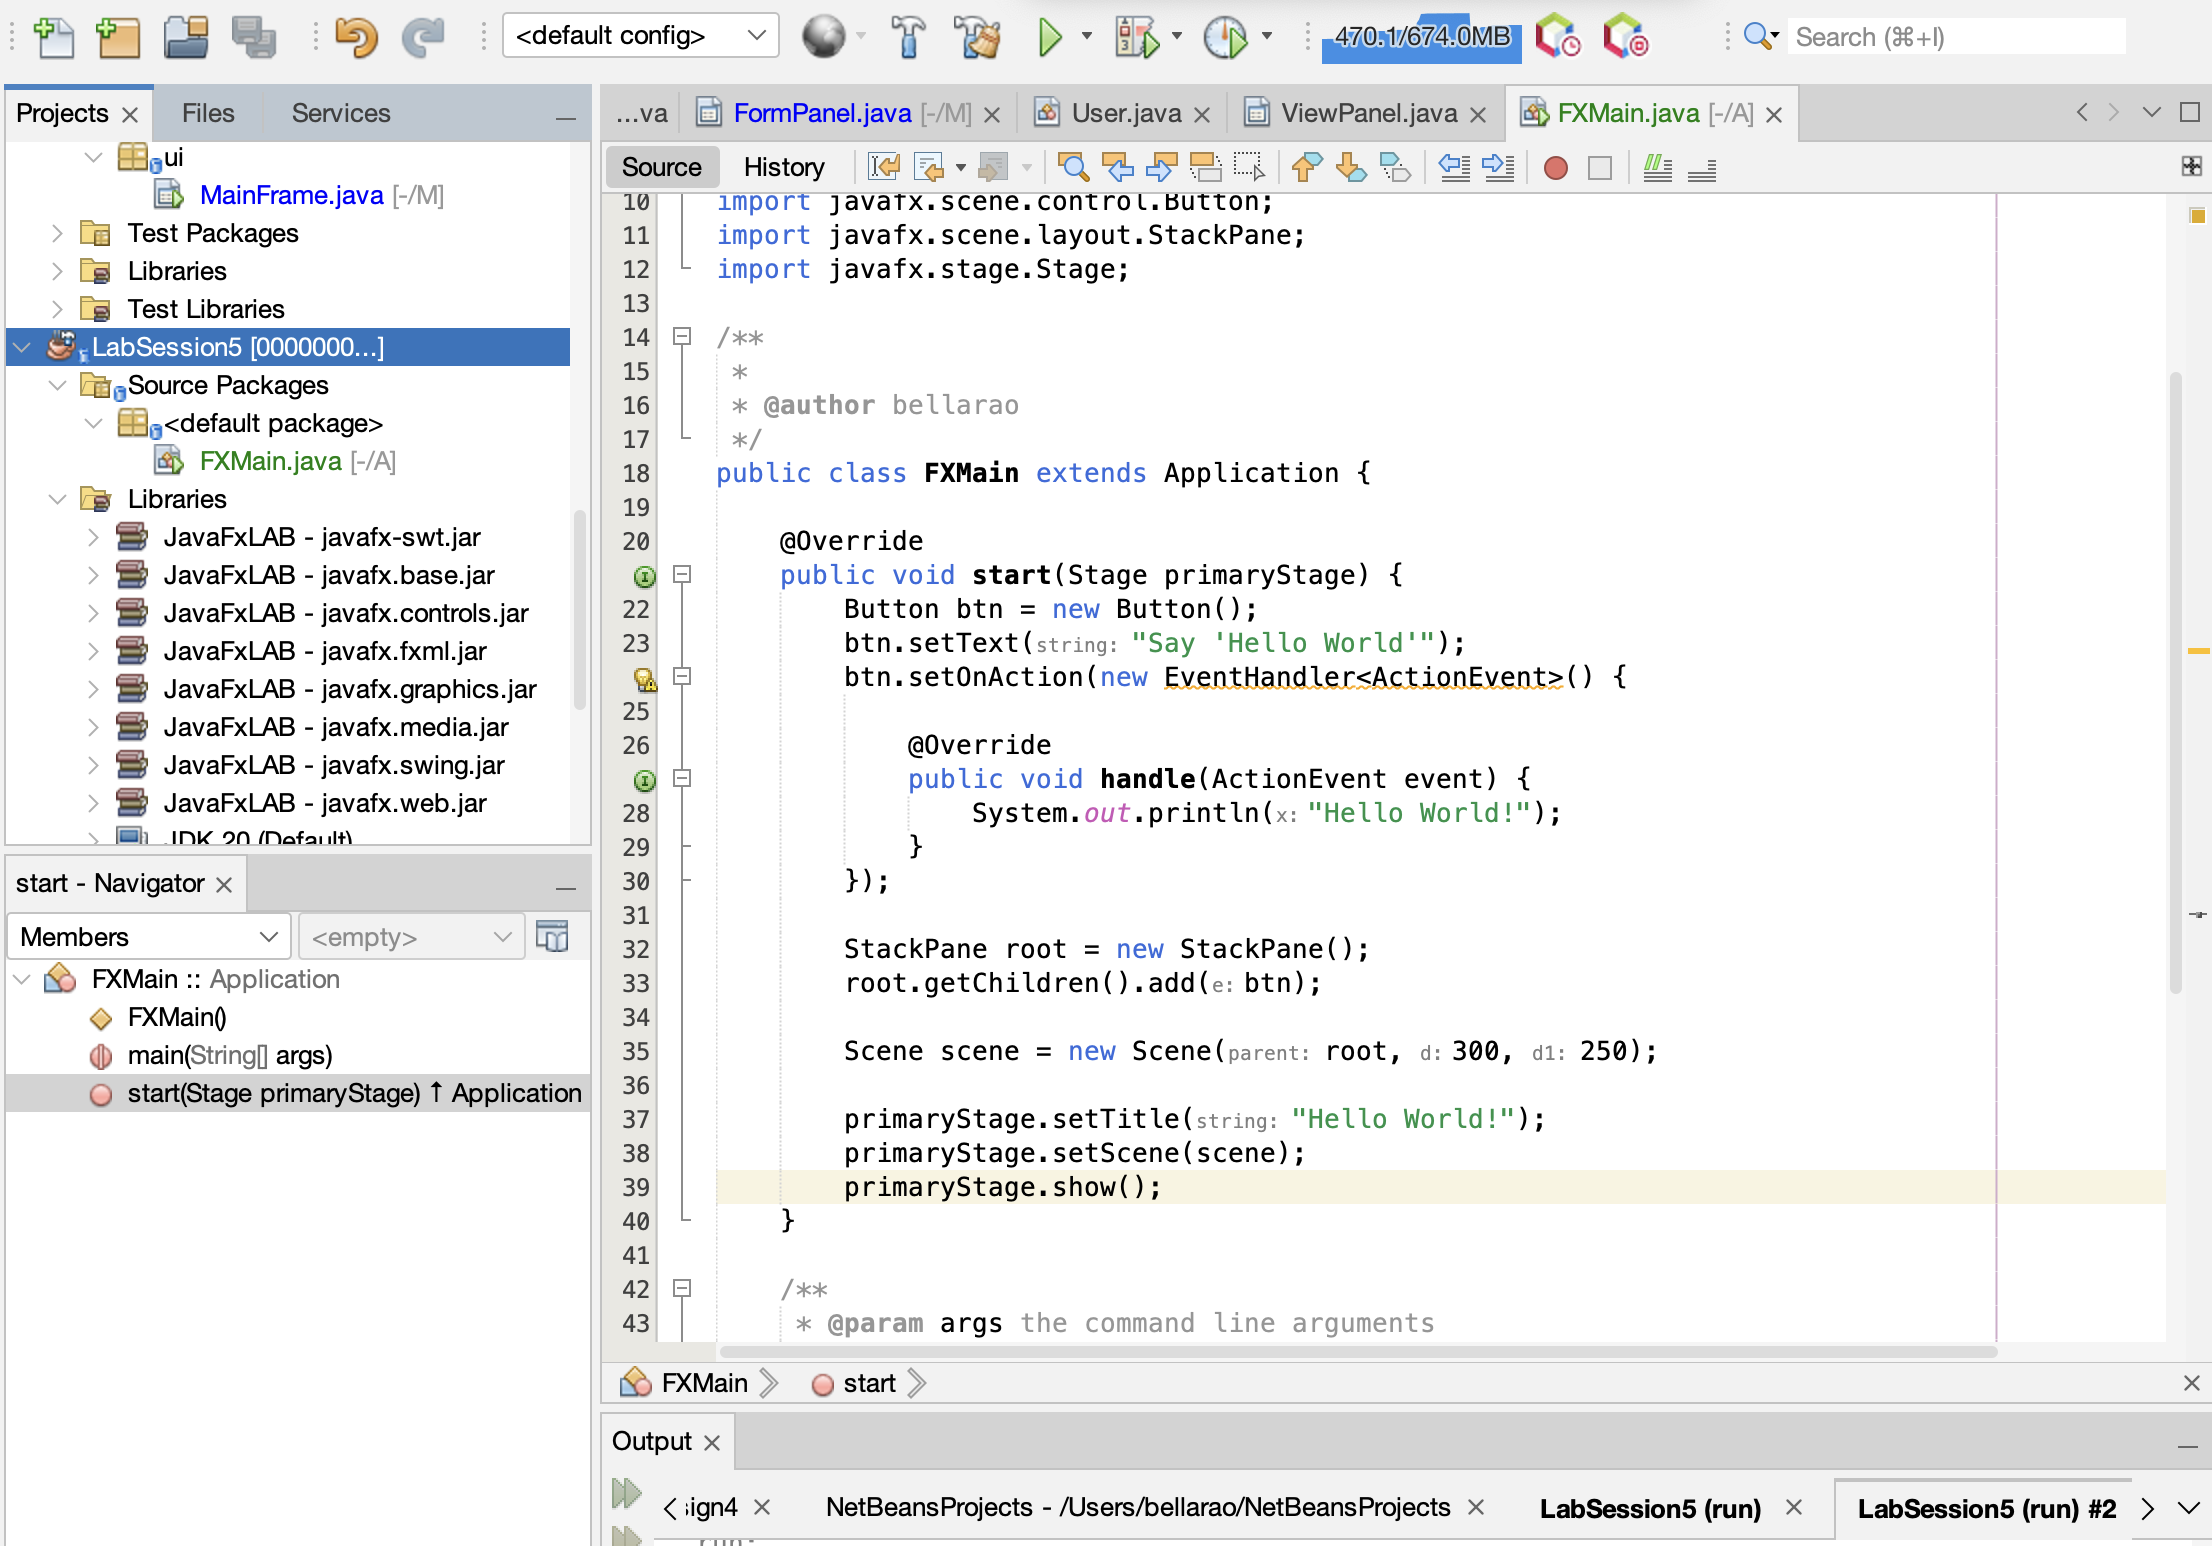 <default config>
470.1/674.0MB
Search (⌘+I)
Projects
Files
Services
ui
MainFrame.java [-/M]
Test Packages
Libraries
Test Libraries
LabSession5 [0000000...]
Source Packages
<default package>
FXMain.java [-/A]
Libraries
JavaFxLAB - javafx-swt.jar
JavaFxLAB - javafx.base.jar
JavaFxLAB - javafx.controls.jar
JavaFxLAB - javafx.fxml.jar
JavaFxLAB - javafx.graphics.jar
JavaFxLAB - javafx.media.jar
JavaFxLAB - javafx.swing.jar
JavaFxLAB - javafx.web.jar
JDK 20 (Default)
start - Navigator
Members
<empty>
FXMain :: Application
FXMain()
main(String[] args)
start(Stage primaryStage) ↑ Application
...va
FormPanel.java [-/M]
User.java
ViewPanel.java
FXMain.java [-/A]
Source
History
10 import javafx.scene.control.Button;
11 import javafx.scene.layout.StackPane;
12 import javafx.stage.Stage;
13
14 /**
15 *
16 * @author bellarao
17 */
18 public class FXMain extends Application {
19
20 @Override
public void start(Stage primaryStage) {
22 Button btn = new Button();
23 btn.setText(string: "Say 'Hello World'");
btn.setOnAction(new EventHandler<ActionEvent>() {
25
26 @Override
public void handle(ActionEvent event) {
28 System.out.println(x: "Hello World!");
29 }
30 });
31
32 StackPane root = new StackPane();
33 root.getChildren().add(e: btn);
34
35 Scene scene = new Scene(parent: root, d: 300, d1: 250);
36
37 primaryStage.setTitle(string: "Hello World!");
38 primaryStage.setScene(scene);
39 primaryStage.show();
40 }
41
42 /**
43 * @param args the command line arguments
FXMain
start
Output
sign4
NetBeansProjects - /Users/bellarao/NetBeansProjects
LabSession5 (run)
LabSession5 (run) #2
run: